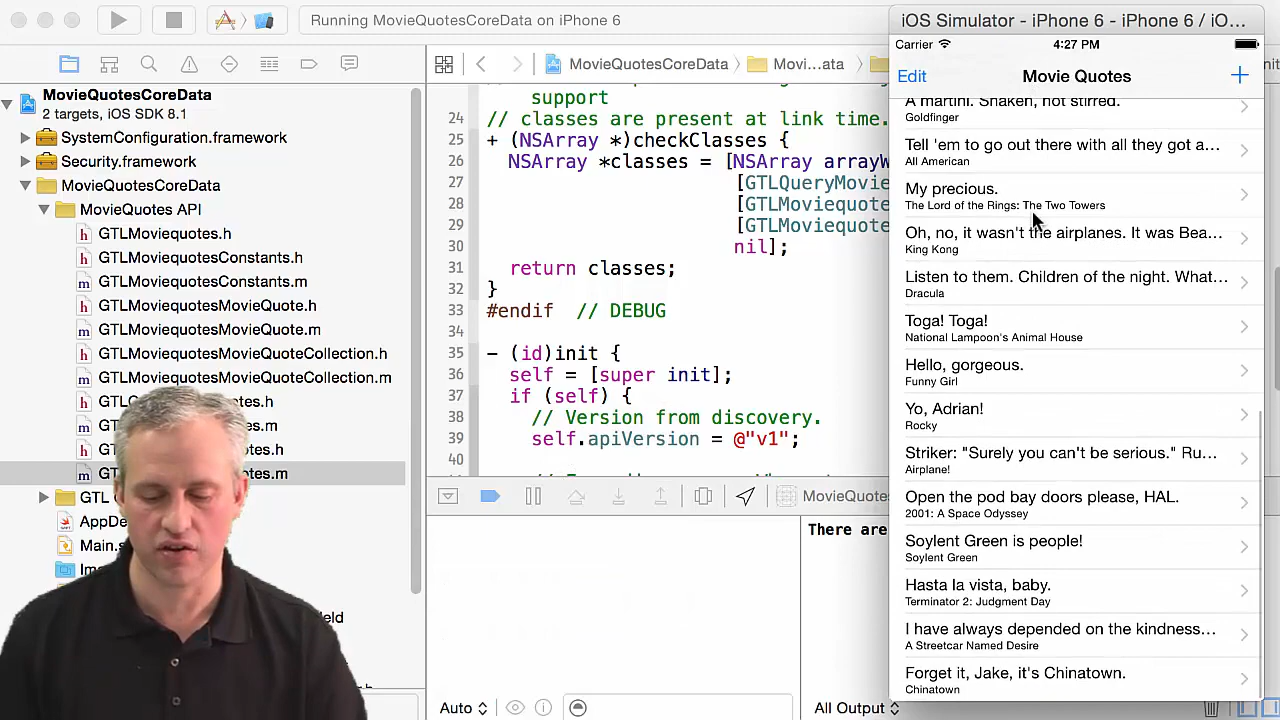 Running MovieQuotesCoreData on iPhone 6
iOS Simulator - iPhone 6 - iPhone 6 / iO...
MovieQuotesCoreData
Movi...ata
MovieQuotesCoreData
2 targets, iOS SDK 8.1
SystemConfiguration.framework
Security.framework
MovieQuotesCoreData
MovieQuotes API
h GTLMoviequotes.h
h GTLMoviequotesConstants.h
m GTLMoviequotesConstants.m
h GTLMoviequotesMovieQuote.h
m GTLMoviequotesMovieQuote.m
h GTLMoviequotesMovieQuoteCollection.h
m GTLMoviequotesMovieQuoteCollection.m
h
m
h
m
GTL
AppDe
Main.s
support
24 // classes are present at link time.
25 + (NSArray *)checkClasses {
26 NSArray *classes = [NSArray arrayW
27 [GTLQueryMovie
28 [GTLMoviequote
29 [GTLMoviequote
30 nil];
31 return classes;
32 }
33 #endif // DEBUG
34
35 - (id)init {
36 self = [super init];
37 if (self) {
38 // Version from discovery.
39 self.apiVersion = @"v1";
40
MovieQuotes
There are
Auto
All Output
Carrier 4:27 PM
Edit Movie Quotes +
A martini. Shaken, not stirred.
Goldfinger
Tell 'em to go out there with all they got a...
All American
My precious.
The Lord of the Rings: The Two Towers
Oh, no, it wasn't the airplanes. It was Bea...
King Kong
Listen to them. Children of the night. What...
Dracula
Toga! Toga!
National Lampoon's Animal House
Hello, gorgeous.
Funny Girl
Yo, Adrian!
Rocky
Striker: "Surely you can't be serious." Ru...
Airplane!
Open the pod bay doors please, HAL.
2001: A Space Odyssey
Soylent Green is people!
Soylent Green
Hasta la vista, baby.
Terminator 2: Judgment Day
I have always depended on the kindness...
A Streetcar Named Desire
Forget it, Jake, it's Chinatown.
Chinatown